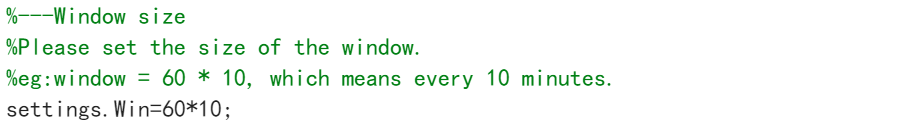 %---Window size
%Please set the size of the window.
%eg:window = 60 * 10, which means every 10 minutes.
settings.Win=60*10;